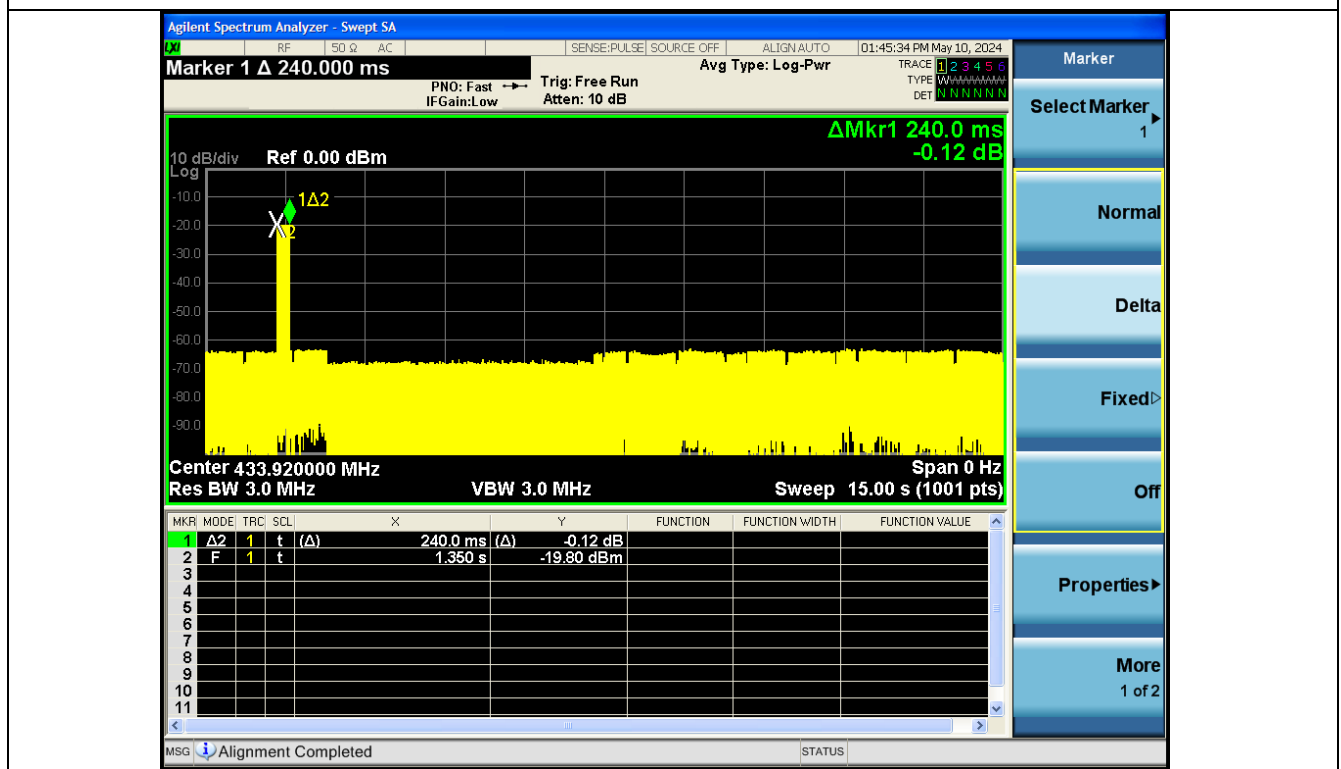 Agilent Spectrum Analyzer - Swept SA
LXI RF 50 Ω AC SENSE:PULSE SOURCE OFF ALIGN AUTO 01:45:34 PM May 10, 2024
Marker 1 Δ 240.000 ms
PNO: Fast
IFGain:Low
Trig: Free Run
Atten: 10 dB
Avg Type: Log-Pwr
TRACE 1 2 3 4 5 6
TYPE WWWWWW
DET N N N N N N
ΔMkr1 240.0 ms
-0.12 dB
10 dB/div Ref 0.00 dBm
Log
-10.0
-20.0
-30.0
-40.0
-50.0
-60.0
-70.0
-80.0
-90.0
1Δ2
2
Center 433.920000 MHz Span 0 Hz
Res BW 3.0 MHz VBW 3.0 MHz Sweep 15.00 s (1001 pts)
MKR MODE TRC SCL X Y FUNCTION FUNCTION WIDTH FUNCTION VALUE
1 Δ2 1 t (Δ) 240.0 ms (Δ) -0.12 dB
2 F 1 t 1.350 s -19.80 dBm
3
4
5
6
7
8
9
10
11
MSG Alignment Completed STATUS
Marker
Select Marker
1
Normal
Delta
Fixed
Off
Properties
More
1 of 2